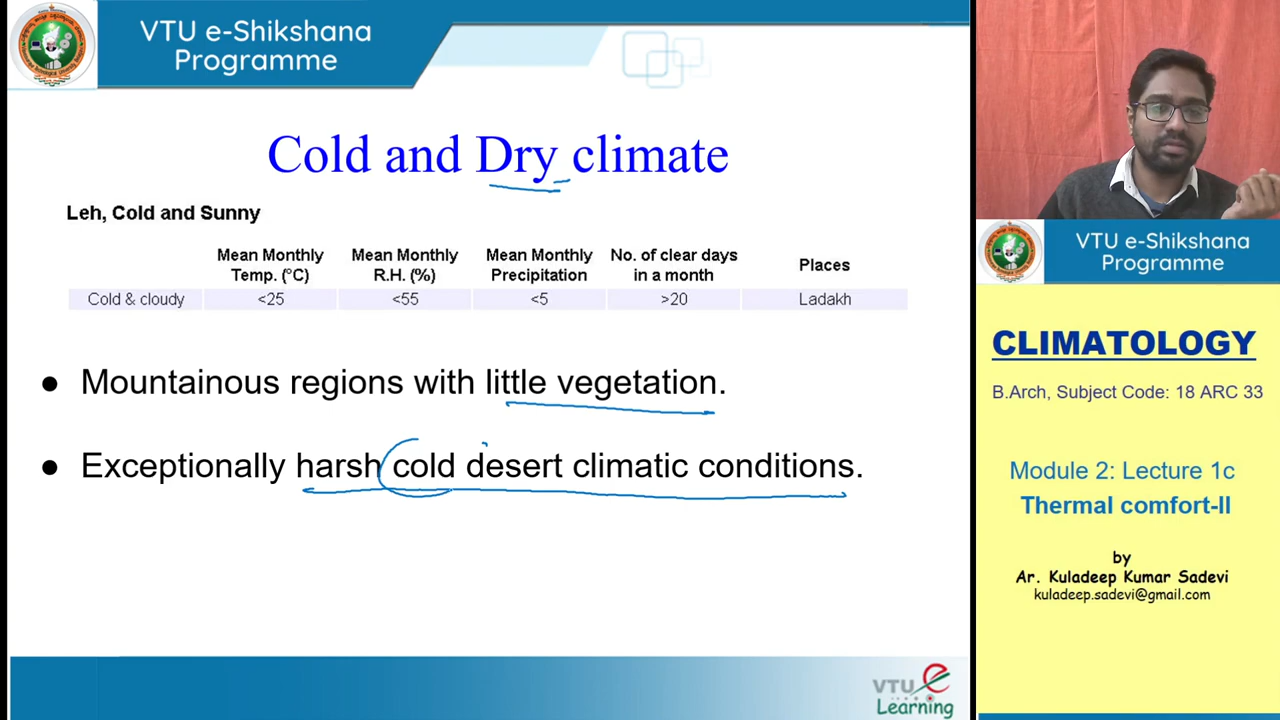 VTU e-Shikshana
Programme
Cold and Dry climate
Leh, Cold and Sunny
Mean Monthly Temp. (°C) Mean Monthly R.H. (%) Mean Monthly Precipitation No. of clear days in a month Places
Cold & cloudy <25 <55 <5 >20 Ladakh
● Mountainous regions with little vegetation.
● Exceptionally harsh cold desert climatic conditions.
VTU e
Learning
VTU e-Shikshana
Programme
CLIMATOLOGY
B.Arch, Subject Code: 18 ARC 33
Module 2: Lecture 1c
Thermal comfort-II
by
Ar. Kuladeep Kumar Sadevi
kuladeep.sadevi@gmail.com